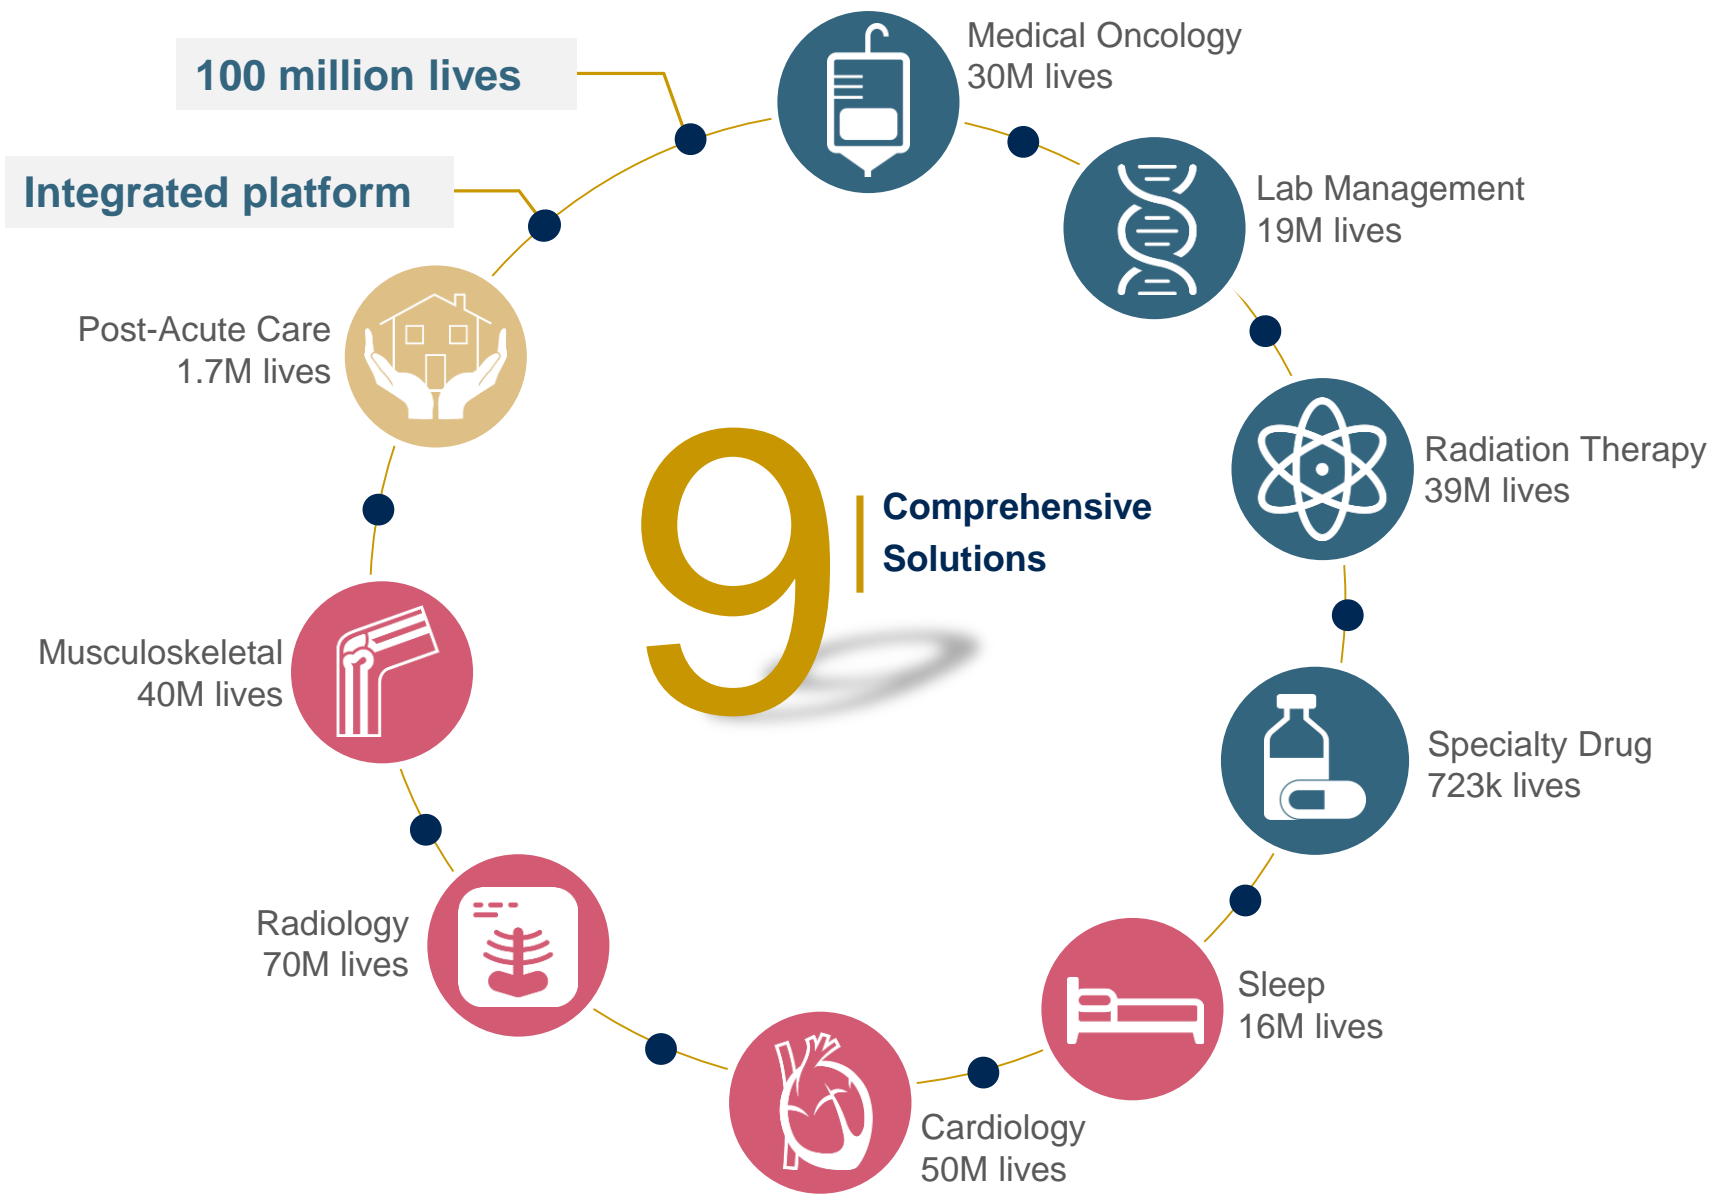 100 million lives
Integrated platform
Medical Oncology
30M lives
Lab Management
19M lives
Radiation Therapy
39M lives
Specialty Drug
723k lives
Sleep
16M lives
Cardiology
50M lives
Radiology
70M lives
Musculoskeletal
40M lives
Post-Acute Care
1.7M lives
9
Comprehensive
Solutions